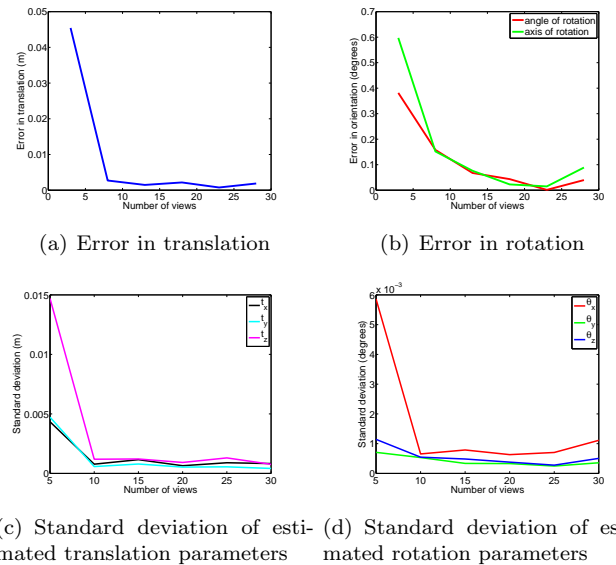 0.05
0.04
0.03
0.02
0.01
0
0 5 10 15 20 25 30
Error in translation (m)
Number of views
(a) Error in translation
0.7
0.6
0.5
0.4
0.3
0.2
0.1
0
0 5 10 15 20 25 30
Error in orientation (degrees)
Number of views
angle of rotation
axis of rotation
(b) Error in rotation
0.015
0.01
0.005
0
5 10 15 20 25 30
Standard deviation (m)
Number of views
t_x
t_y
t_z
(c) Standard deviation of esti-
mated translation parameters
6 x 10^-3
5
4
3
2
1
0
5 10 15 20 25 30
Standard deviation (degrees)
Number of views
θ_x
θ_y
θ_z
(d) Standard deviation of es
mated rotation parameters